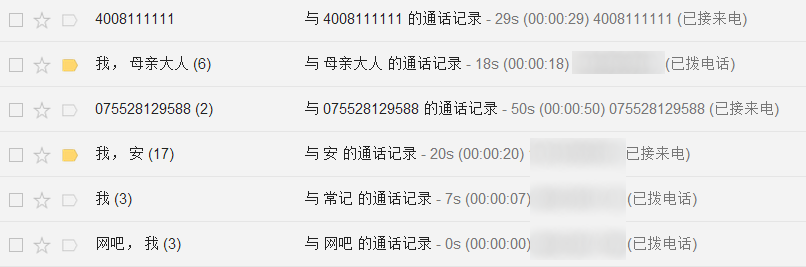 4008111111 与 4008111111 的通话记录 - 29s (00:00:29) 4008111111 (已接来电)
我， 母亲大人 (6) 与 母亲大人 的通话记录 - 18s (00:00:18) (已拨电话)
075528129588 (2) 与 075528129588 的通话记录 - 50s (00:00:50) 075528129588 (已接来电)
我， 安 (17) 与 安 的通话记录 - 20s (00:00:20) 已接来电)
我 (3) 与 常记 的通话记录 - 7s (00:00:07) (已拨电话)
网吧， 我 (3) 与 网吧 的通话记录 - 0s (00:00:00) (已拨电话)